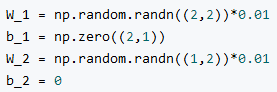 W_1 = np.random.randn((2,2))*0.01
b_1 = np.zero((2,1))
W_2 = np.random.randn((1,2))*0.01
b_2 = 0